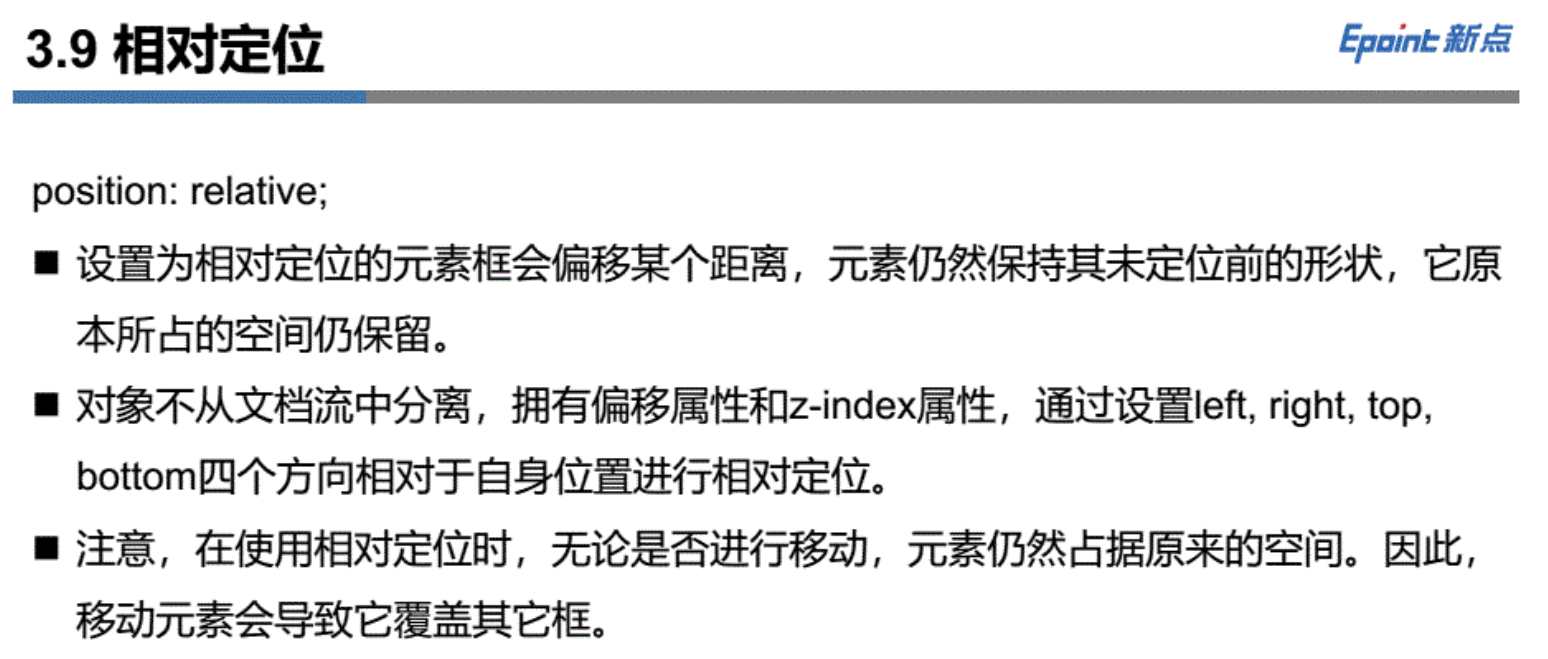 3.9 相对定位
Epoint 新点
position: relative;
■ 设置为相对定位的元素框会偏移某个距离，元素仍然保持其未定位前的形状，它原
本所占的空间仍保留。
■ 对象不从文档流中分离，拥有偏移属性和z-index属性，通过设置left, right, top,
bottom四个方向相对于自身位置进行相对定位。
■ 注意，在使用相对定位时，无论是否进行移动，元素仍然占据原来的空间。因此，
移动元素会导致它覆盖其它框。